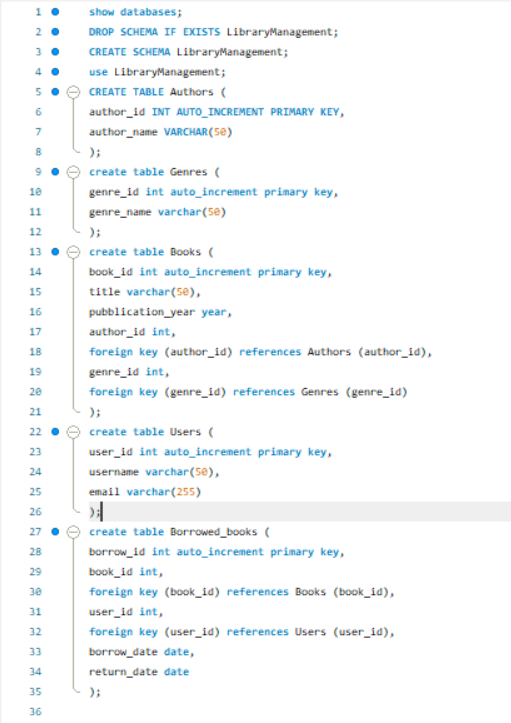 1 show databases;
2 DROP SCHEMA IF EXISTS LibraryManagement;
3 CREATE SCHEMA LibraryManagement;
4 use LibraryManagement;
5 CREATE TABLE Authors (
6 author_id INT AUTO_INCREMENT PRIMARY KEY,
7 author_name VARCHAR(50)
8 );
9 create table Genres (
10 genre_id int auto_increment primary key,
11 genre_name varchar(50)
12 );
13 create table Books (
14 book_id int auto_increment primary key,
15 title varchar(50),
16 pubblication_year year,
17 author_id int,
18 foreign key (author_id) references Authors (author_id),
19 genre_id int,
20 foreign key (genre_id) references Genres (genre_id)
21 );
22 create table Users (
23 user_id int auto_increment primary key,
24 username varchar(50),
25 email varchar(255)
26 );
27 create table Borrowed_books (
28 borrow_id int auto_increment primary key,
29 book_id int,
30 foreign key (book_id) references Books (book_id),
31 user_id int,
32 foreign key (user_id) references Users (user_id),
33 borrow_date date,
34 return_date date
35 );
36